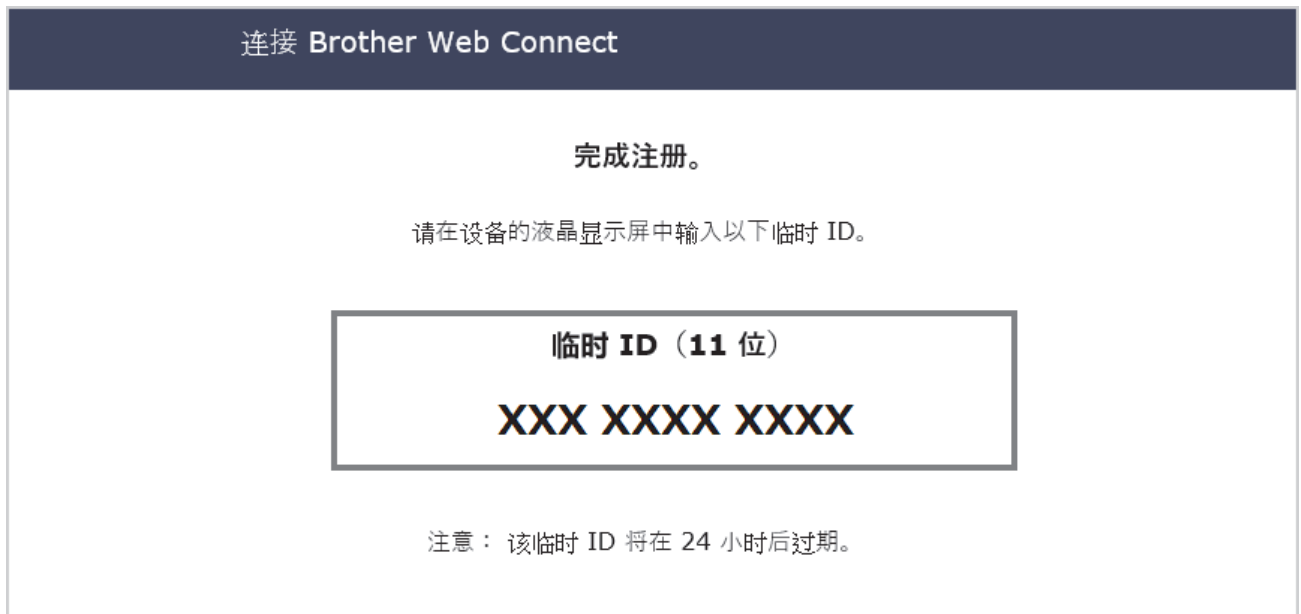 连接 Brother Web Connect
完成注册。
请在设备的液晶显示屏中输入以下临时 ID。
临时 ID（11 位）
XXX XXXX XXXX
注意： 该临时 ID 将在 24 小时后过期。